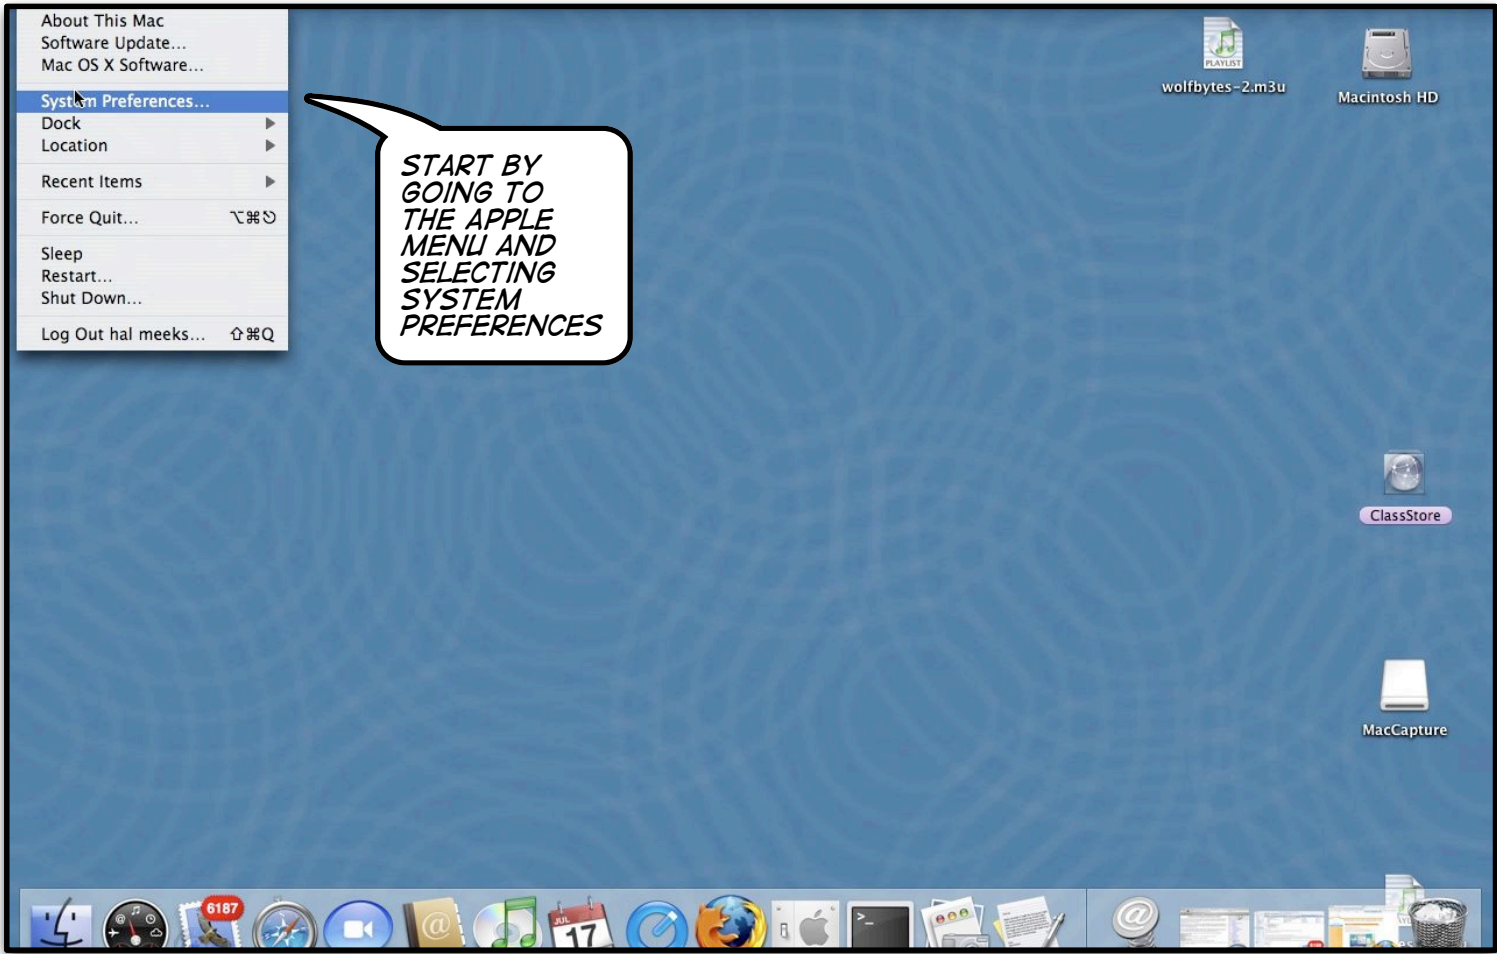 About This Mac
Software Update...
Mac OS X Software...
System Preferences...
Dock
Location
Recent Items
Force Quit... ⌥⌘⎋
Sleep
Restart...
Shut Down...
Log Out hal meeks... ⇧⌘Q
START BY
GOING TO
THE APPLE
MENU AND
SELECTING
SYSTEM
PREFERENCES
PLAYLIST
wolfbytes-2.m3u
Macintosh HD
ClassStore
MacCapture
6187
JUL
17